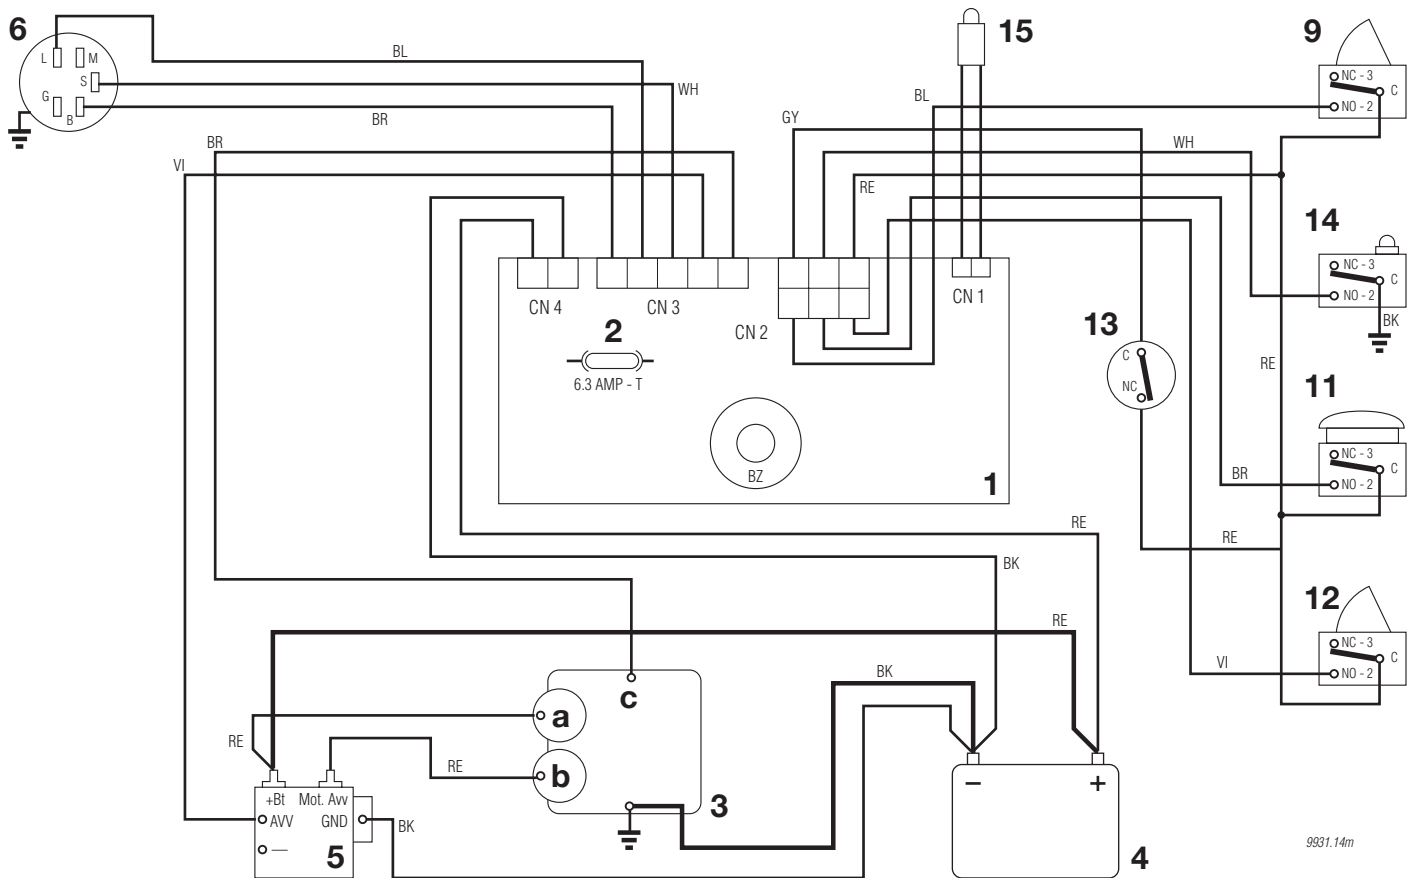 6
15
9
L
M
BL
NC - 3
S
C
WH
BL
G
NO - 2
B
BR
GY
BR
WH
VI
RE
14
NC - 3
C
NO - 2
CN 4
CN 3
CN 1
CN 2
BK
2
13
C
NC
6.3 AMP - T
RE
11
NC - 3
C
BR
NO - 2
BZ
1
RE
RE
BK
12
RE
NC - 3
C
VI
NO - 2
BK
c
a
RE
b
RE
– +
+Bt Mot. Avv
AVV GND
BK
3
—
5
4
9931.14m